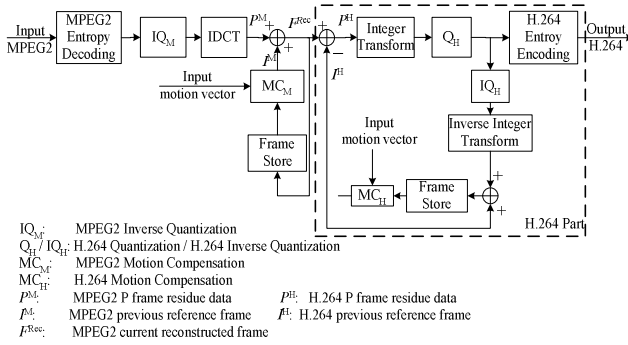 Input
MPEG2
MPEG2
Entropy
Decoding
IQM
IDCT
PM
+
+
IM
FRec
+
−
PH
IH
Integer
Transform
QH
H.264
Entroy
Encoding
Output
H.264
Input
motion vector
MCM
Frame
Store
IQH
Inverse Integer
Transform
Input
motion vector
MCH
Frame
Store
+
+
H.264 Part
IQM: MPEG2 Inverse Quantization
QH / IQH: H.264 Quantization / H.264 Inverse Quantization
MCM: MPEG2 Motion Compensation
MCH: H.264 Motion Compensation
PM: MPEG2 P frame residue data PH: H.264 P frame residue data
IM: MPEG2 previous reference frame IH: H.264 previous reference frame
FRec: MPEG2 current reconstructed frame